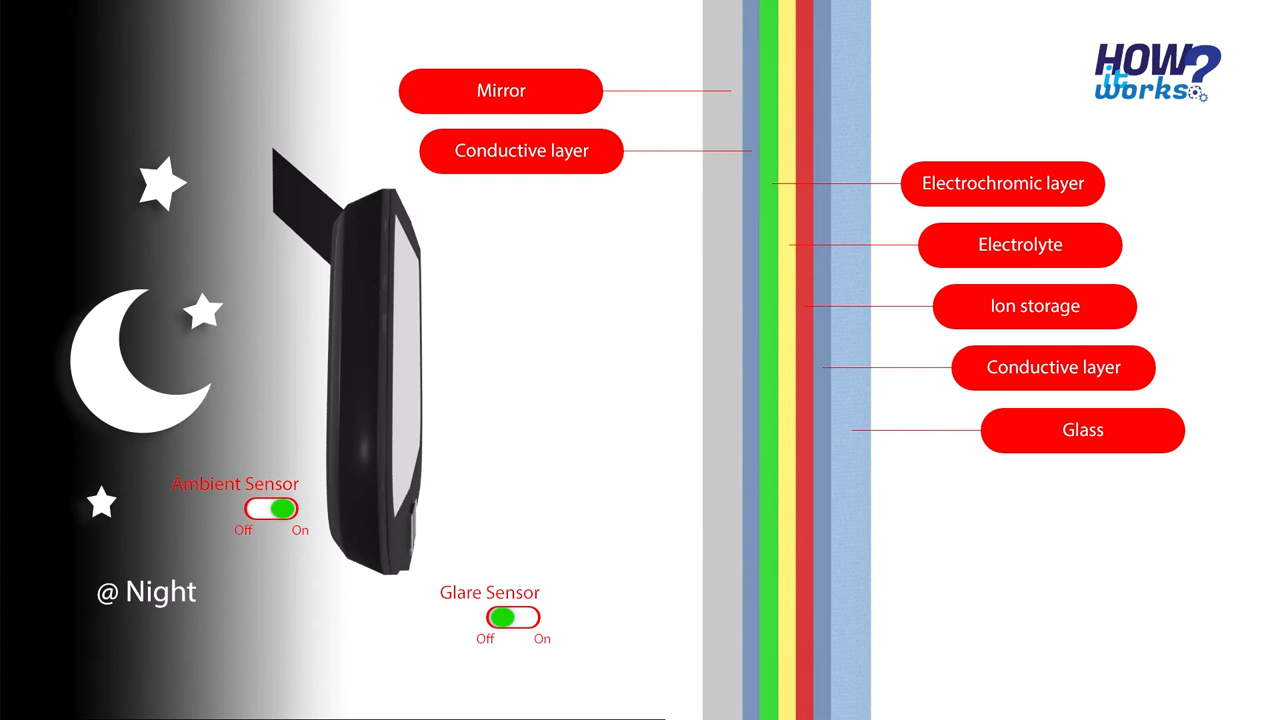 HOW?
it
works
Mirror
Conductive layer
Electrochromic layer
Electrolyte
Ion storage
Conductive layer
Glass
Ambient Sensor
Off On
@ Night
Glare Sensor
Off On